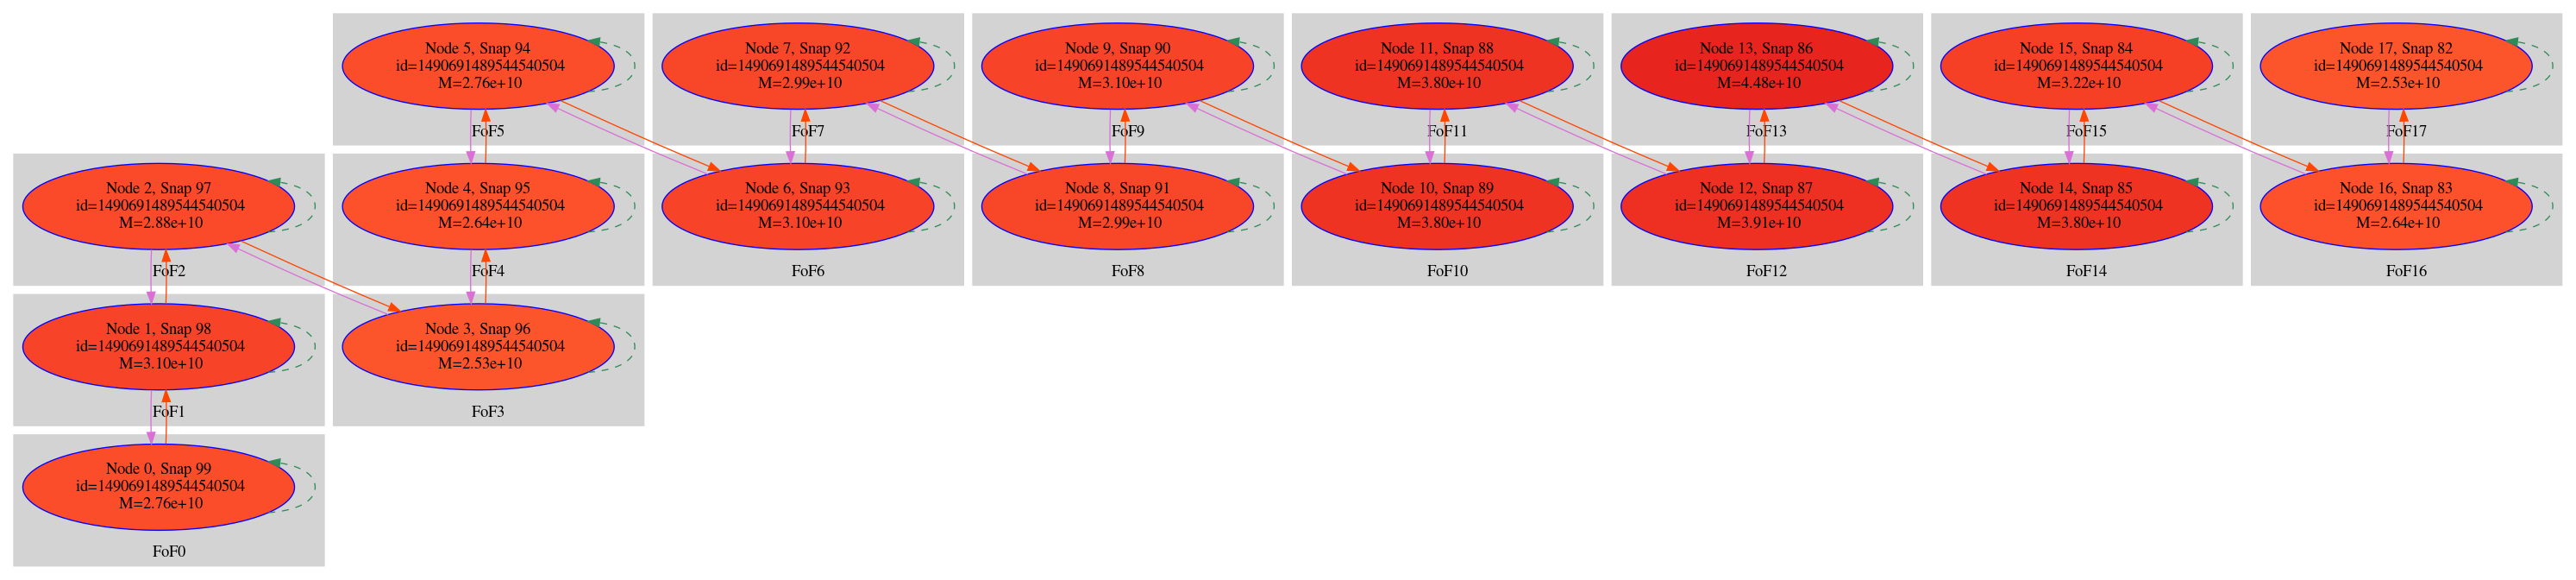 Node 5, Snap 94
id=1490691489544540504
M=2.76e+10
FoF5
Node 7, Snap 92
id=1490691489544540504
M=2.99e+10
FoF7
Node 9, Snap 90
id=1490691489544540504
M=3.10e+10
FoF9
Node 11, Snap 88
id=1490691489544540504
M=3.80e+10
FoF11
Node 13, Snap 86
id=1490691489544540504
M=4.48e+10
FoF13
Node 15, Snap 84
id=1490691489544540504
M=3.22e+10
FoF15
Node 17, Snap 82
id=1490691489544540504
M=2.53e+10
FoF17
Node 2, Snap 97
id=1490691489544540504
M=2.88e+10
FoF2
Node 4, Snap 95
id=1490691489544540504
M=2.64e+10
FoF4
Node 6, Snap 93
id=1490691489544540504
M=3.10e+10
FoF6
Node 8, Snap 91
id=1490691489544540504
M=2.99e+10
FoF8
Node 10, Snap 89
id=1490691489544540504
M=3.80e+10
FoF10
Node 12, Snap 87
id=1490691489544540504
M=3.91e+10
FoF12
Node 14, Snap 85
id=1490691489544540504
M=3.80e+10
FoF14
Node 16, Snap 83
id=1490691489544540504
M=2.64e+10
FoF16
Node 1, Snap 98
id=1490691489544540504
M=3.10e+10
FoF1
Node 3, Snap 96
id=1490691489544540504
M=2.53e+10
FoF3
Node 0, Snap 99
id=1490691489544540504
M=2.76e+10
FoF0